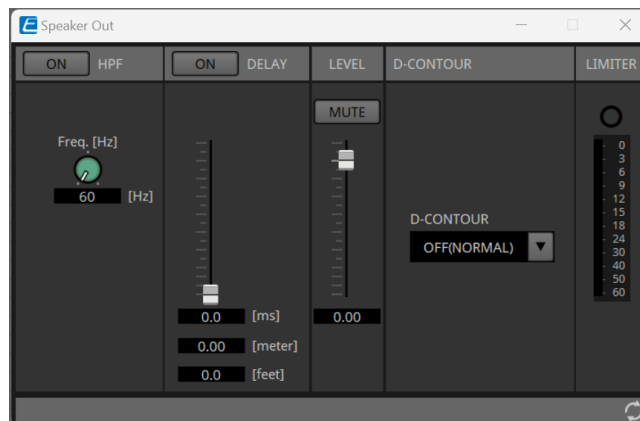 Speaker Out
ON HPF ON DELAY LEVEL D-CONTOUR LIMITER
MUTE
Freq. [Hz]
60 [Hz]
D-CONTOUR
OFF(NORMAL)
0.0 [ms]
0.00 [meter]
0.0 [feet]
0.00
0
3
6
9
12
15
18
24
30
40
50
60